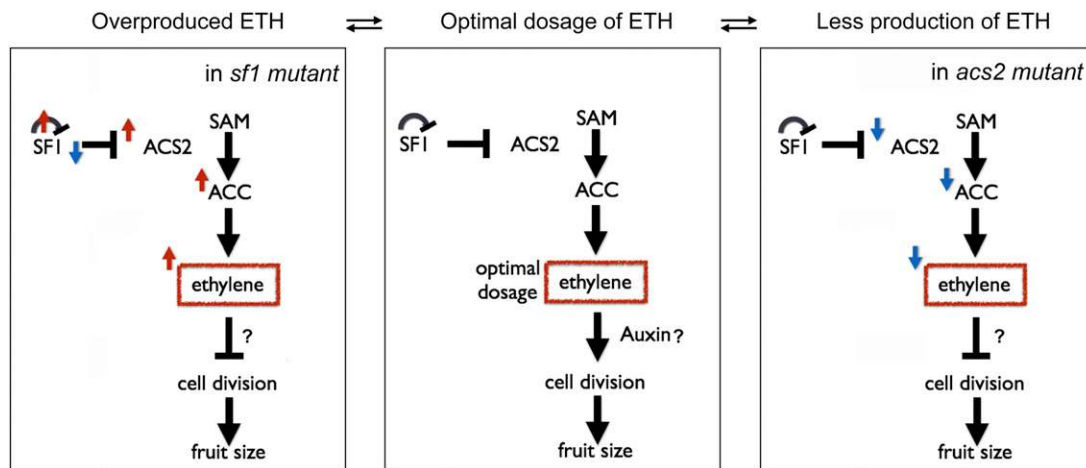 Overproduced ETH
Optimal dosage of ETH
Less production of ETH
in sf1 mutant
SF1
ACS2
SAM
ACC
ethylene
?
cell division
fruit size
SF1
ACS2
SAM
ACC
optimal
dosage
ethylene
Auxin?
cell division
fruit size
in acs2 mutant
SF1
ACS2
SAM
ACC
ethylene
?
cell division
fruit size